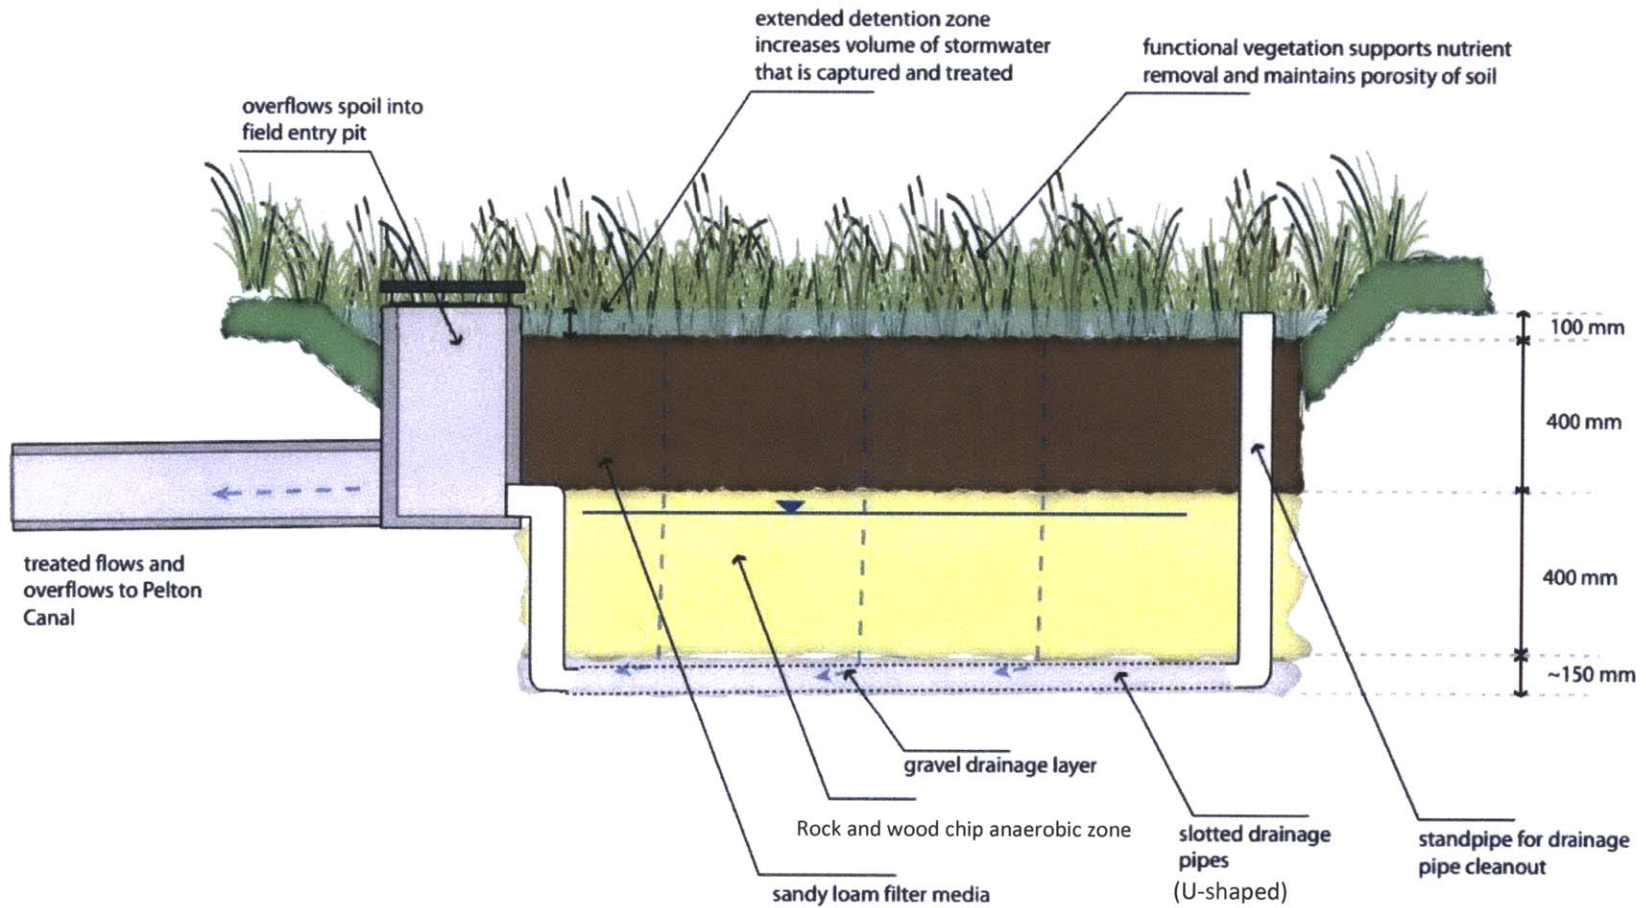 extended detention zone
increases volume of stormwater
that is captured and treated
functional vegetation supports nutrient
removal and maintains porosity of soil
overflows spoil into
field entry pit
100 mm
400 mm
400 mm
~150 mm
treated flows and
overflows to Pelton
Canal
gravel drainage layer
Rock and wood chip anaerobic zone
sandy loam filter media
slotted drainage
pipes
(U-shaped)
standpipe for drainage
pipe cleanout